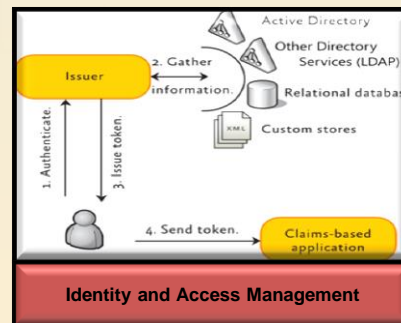 Active Directory
Other Directory
Services (LDAP)
Issuer
2. Gather
information.
Relational databas
XML
Custom stores
1. Authenticate.
3. Issue token.
4. Send token.
Claims-based
application
Identity and Access Management